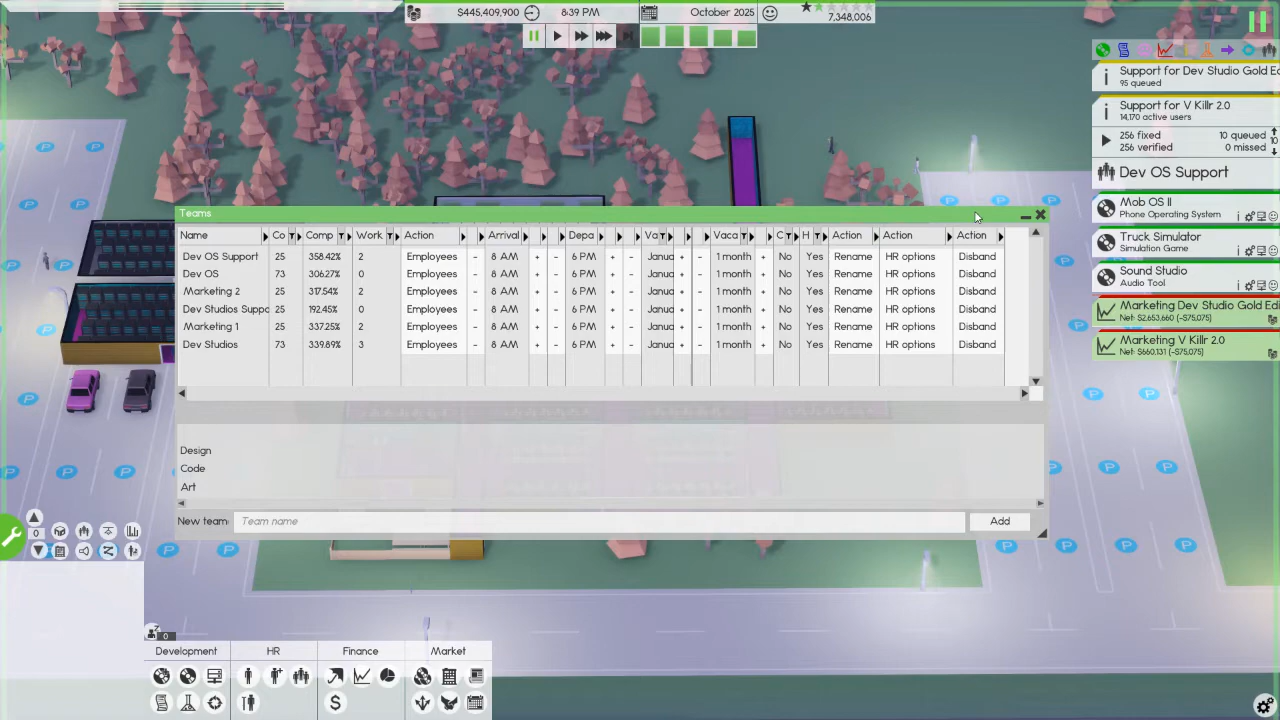 $445,409,900
8:39 PM
October 2025
7,348,006
Support for Dev Studio Gold Ed
95 queued
Support for V Killr 2.0
14,170 active users
256 fixed 10 queued
256 verified 0 missed
10
Dev OS Support
Mob OS II
Phone Operating System
Truck Simulator
Simulation Game
Sound Studio
Audio Tool
Marketing Dev Studio Gold Ed
Net: $2,653,660 (-$75,075)
Marketing V Killr 2.0
Net: $660,131 (-$75,075)
Teams
Name Co Comp Work Action Arrival Depa Va Vaca C H Action Action Action
Dev OS Support 25 358.42% 2 Employees - 8 AM + - 6 PM + - Januc + - 1 month + No Yes Rename HR options Disband
Dev OS 306.27% 0 Employees - 8 AM + - 6 PM + - Januc + - 1 month + No Yes Rename HR options Disband
Marketing 2 25 317.54% 2 Employees - 8 AM + - 6 PM + - Januc + - 1 month + No Yes Rename HR options Disband
Dev Studios Suppo 25 192.45% 0 Employees - 8 AM + - 6 PM + - Januc + - 1 month + No Yes Rename HR options Disband
Marketing 1 25 337.25% 2 Employees - 8 AM + - 6 PM + - Januc + - 1 month + No Yes Rename HR options Disband
Dev Studios 73 339.89% 3 Employees - 8 AM + - 6 PM + - Januc + - 1 month + No Yes Rename HR options Disband
Design
Code
Art
New team Team name Add
0
0
Development HR Finance Market